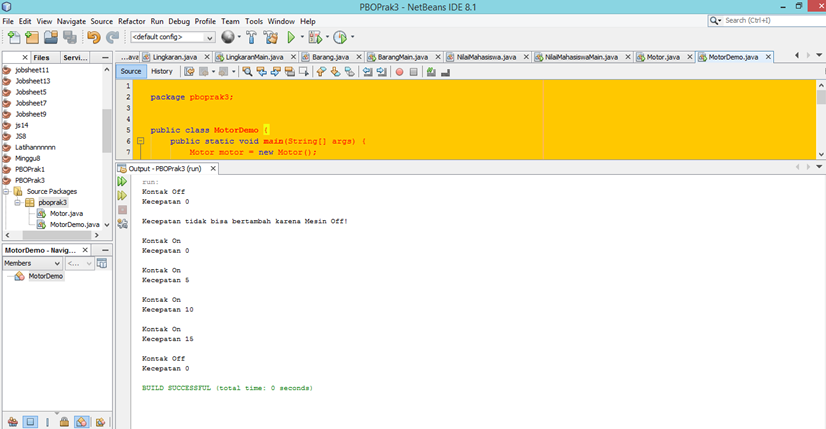 PBOPrak3 - NetBeans IDE 8.1
File Edit View Navigate Source Refactor Run Debug Profile Team Tools Window Help
Search (Ctrl+I)
<default config>
Files Servi...
...ava Lingkaran.java LingkaranMain.java Barang.java BarangMain.java NilaiMahasiswa.java NilaiMahasiswaMain.java Motor.java MotorDemo.java
Source History
jobsheet11
Jobsheet13
Jobsheet5
Jobsheet7
Jobsheet9
js14
JS8
Lathannnnnn
Minggu8
PBOPrak1
PBOPrak3
Source Packages
pboprak3
Motor.java
MotorDemo.java
MotorDemo - Navig...
Members <...
MotorDemo
1
2 package pboprak3;
3
4
5 public class MotorDemo {
6 public static void main(String[] args) {
7 Motor motor = new Motor();
Output - PBOPrak3 (run)
run:
Kontak Off
Kecepatan 0
Kecepatan tidak bisa bertambah karena Mesin Off!
Kontak On
Kecepatan 0
Kontak On
Kecepatan 5
Kontak On
Kecepatan 10
Kontak On
Kecepatan 15
Kontak Off
Kecepatan 0
BUILD SUCCESSFUL (total time: 0 seconds)